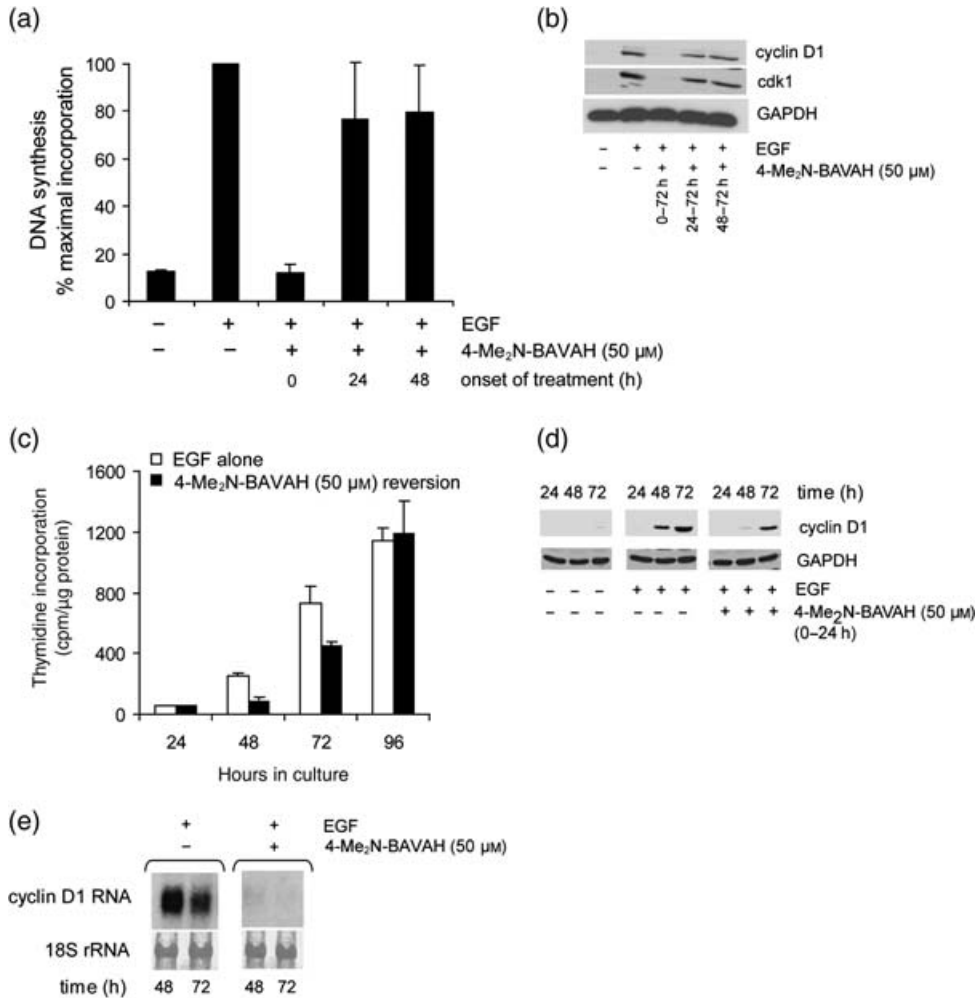 (a)
DNA synthesis
% maximal incorporation
100
80
60
40
20
0
– + + + + EGF
– – + + + 4-Me₂N-BAVAH (50 μM)
0 24 48 onset of treatment (h)
(b)
cyclin D1
cdk1
GAPDH
– + + + + EGF
– – + + + 4-Me₂N-BAVAH (50 μM)
0–72 h
24–72 h
48–72 h
(c)
Thymidine incorporation
(cpm/μg protein)
1600
1200
800
400
0
EGF alone
4-Me₂N-BAVAH (50 μM) reversion
24 48 72 96
Hours in culture
(d)
24 48 72 24 48 72 24 48 72 time (h)
cyclin D1
GAPDH
– – – + + + + + + EGF
– – – – – – + + + 4-Me₂N-BAVAH (50 μM)
(0–24 h)
(e)
+ + EGF
– + 4-Me₂N-BAVAH (50 μM)
cyclin D1 RNA
18S rRNA
time (h) 48 72 48 72